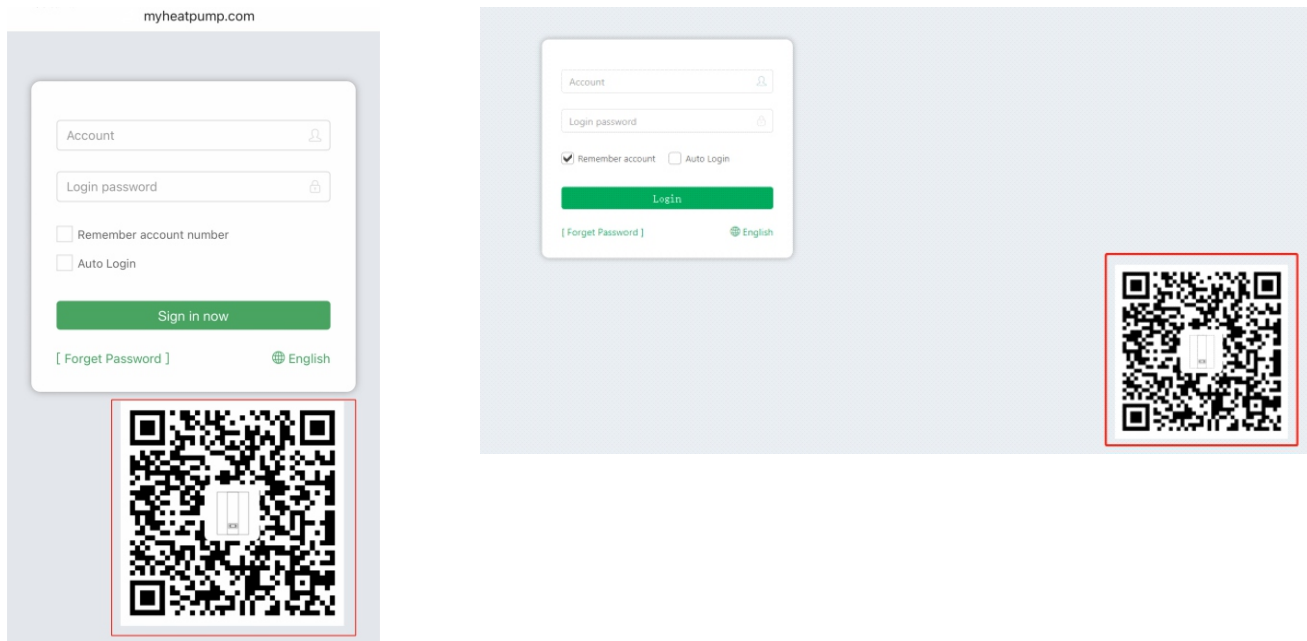 myheatpump.com
Account
Login password
Remember account number
Auto Login
Sign in now
[ Forget Password ] English
Account
Login password
Remember account Auto Login
Login
[ Forget Password ] English